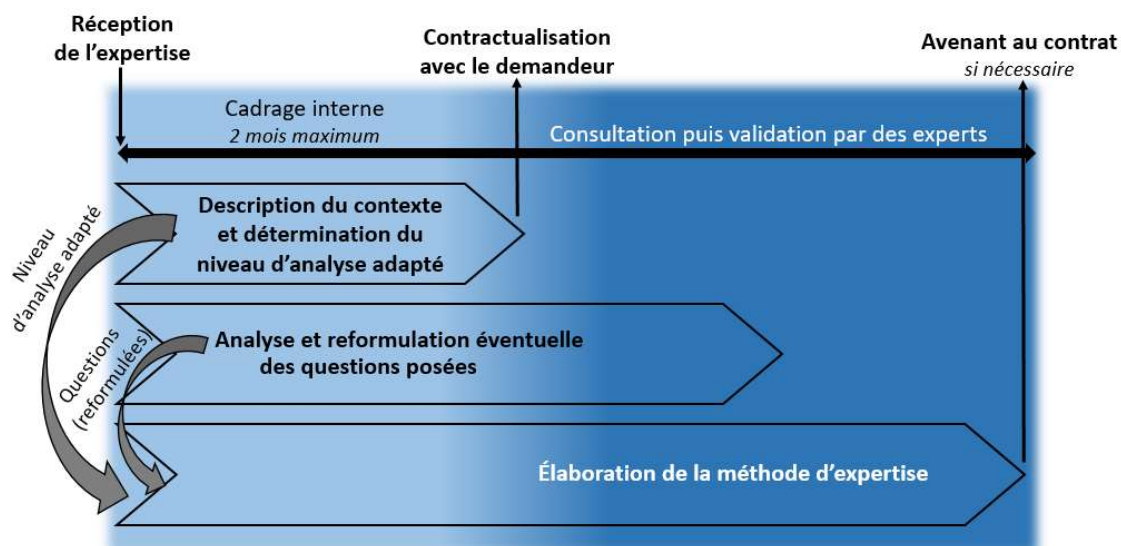 Réception
de l’expertise
Contractualisation
avec le demandeur
Avenant au contrat
si nécessaire
Cadrage interne
2 mois maximum
Consultation puis validation par des experts
Niveau
d’analyse adapté
Description du contexte
et détermination du
niveau d’analyse adapté
Questions
(reformulées)
Analyse et reformulation éventuelle
des questions posées
Élaboration de la méthode d’expertise